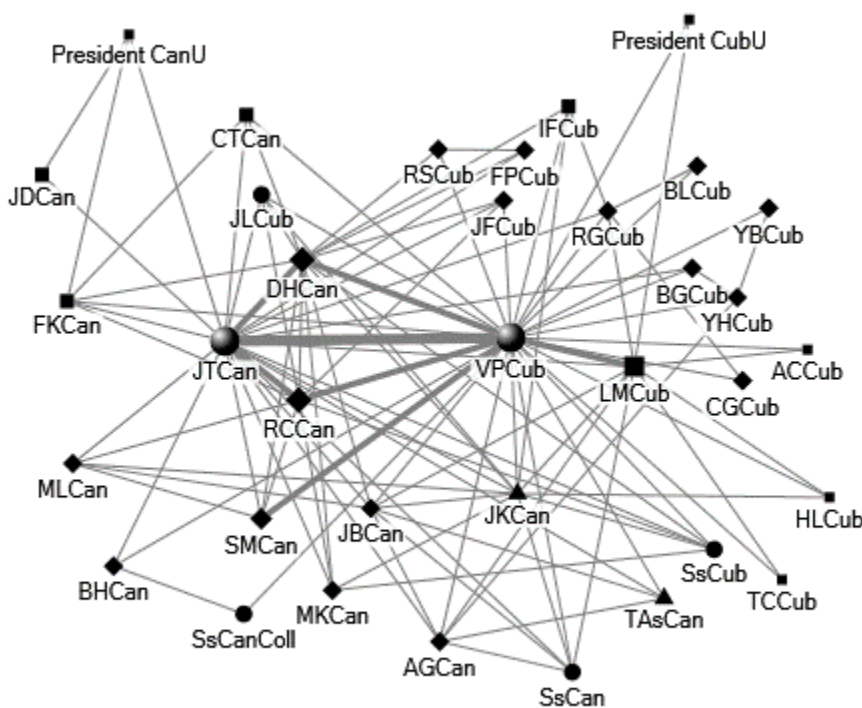 President CanU
President CubU
CTCan
IFCub
RSCub
FPCub
BLCub
JDCan
JLCub
JFCub
RGCub
YBCub
DHCan
BGCub
YHCub
FKCan
JTCan
VPCub
LMCub
ACCub
CGCub
RCCan
MLCan
SMCan
JBCan
JKCan
HLCub
BHCan
SsCub
MKCan
TAsCan
TCCub
SsCanColl
AGCan
SsCan